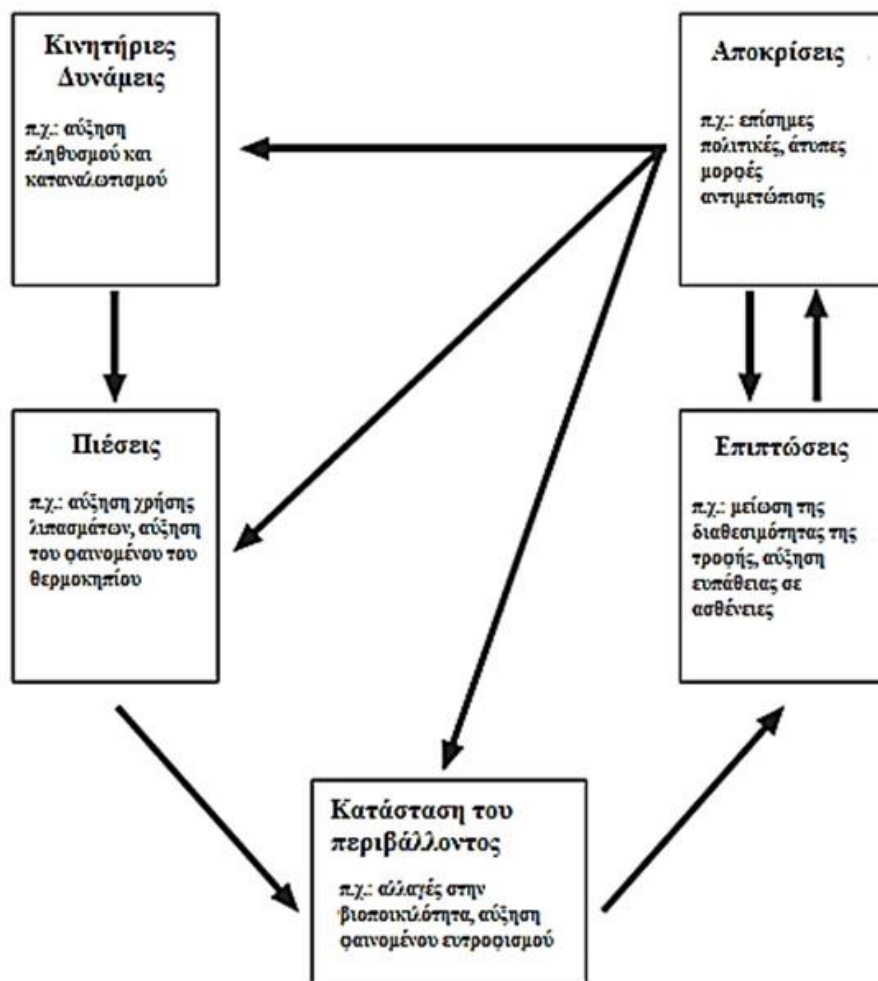 Κινητήριες
Δυνάμεις
π.χ.: αύξηση
πληθυσμού και
καταναλωτισμού
Αποκρίσεις
π.χ.: επίσημες
πολιτικές, άτυπες
μορφές
αντιμετώπισης
Πιέσεις
π.χ.: αύξηση χρήσης
λιπασμάτων, αύξηση
του φαινομένου του
θερμοκηπίου
Επιπτώσεις
π.χ.: μείωση της
διαθεσιμότητας της
τροφής, αύξηση
ευπάθειας σε
ασθένειες
Κατάσταση του
περιβάλλοντος
π.χ.: αλλαγές στην
βιοποικιλότητα, αύξηση
φαινομένου ευτροφισμού